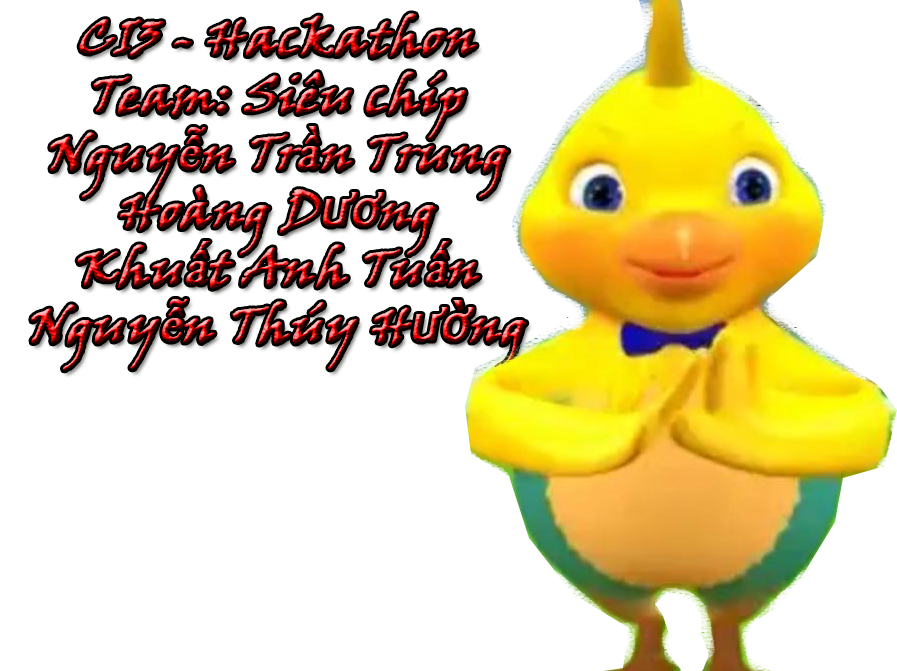 CI3 - Hackathon
Team: Siêu chíp
Nguyễn Trần Trung
Hoàng Dương
Khuất Anh Tuấn
Nguyễn Thúy Hường